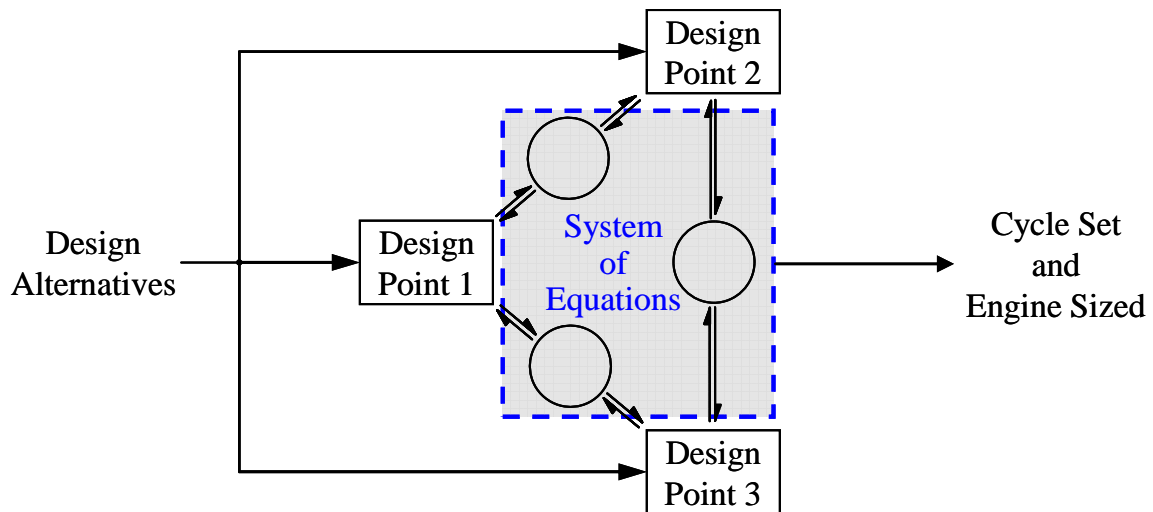 Design
Alternatives
Design
Point 1
Design
Point 2
System
of
Equations
Design
Point 3
Cycle Set
and
Engine Sized